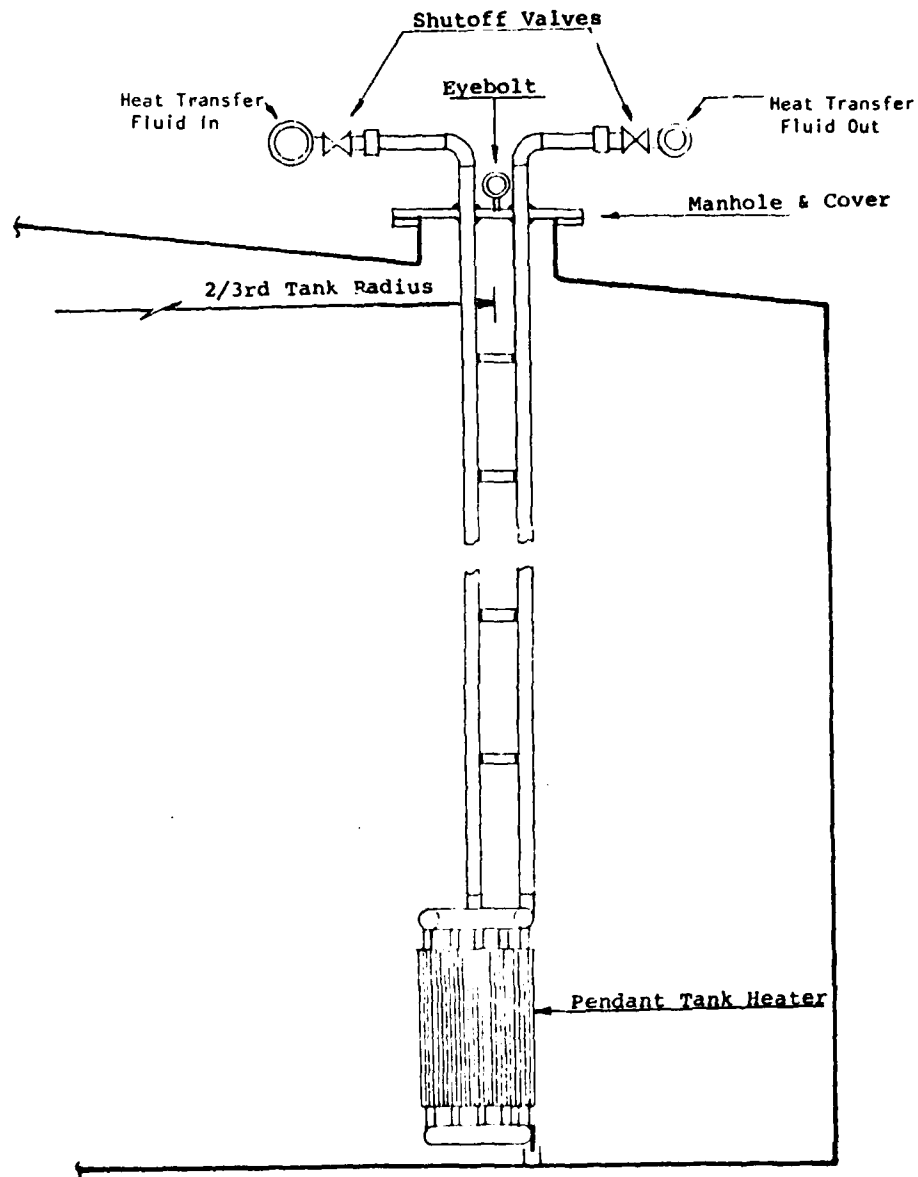 Shutoff Valves
Eyebolt
Heat Transfer
Fluid In
Heat Transfer
Fluid Out
Manhole & Cover
2/3rd Tank Radius
Pendant Tank Heater